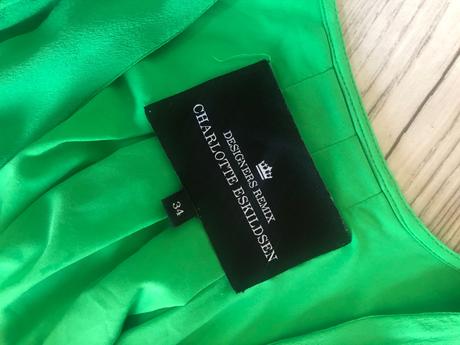 DESIGNERS REMIX
CHARLOTTE ESKILDSEN
34